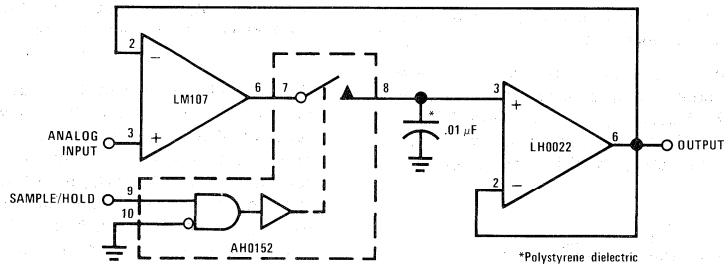 2
−
LM107
6
7
8
3
+
ANALOG
INPUT
3
+
*
.01 μF
LH0022
6
OUTPUT
SAMPLE/HOLD
9
10
2
−
AH0152
*Polystyrene dielectric